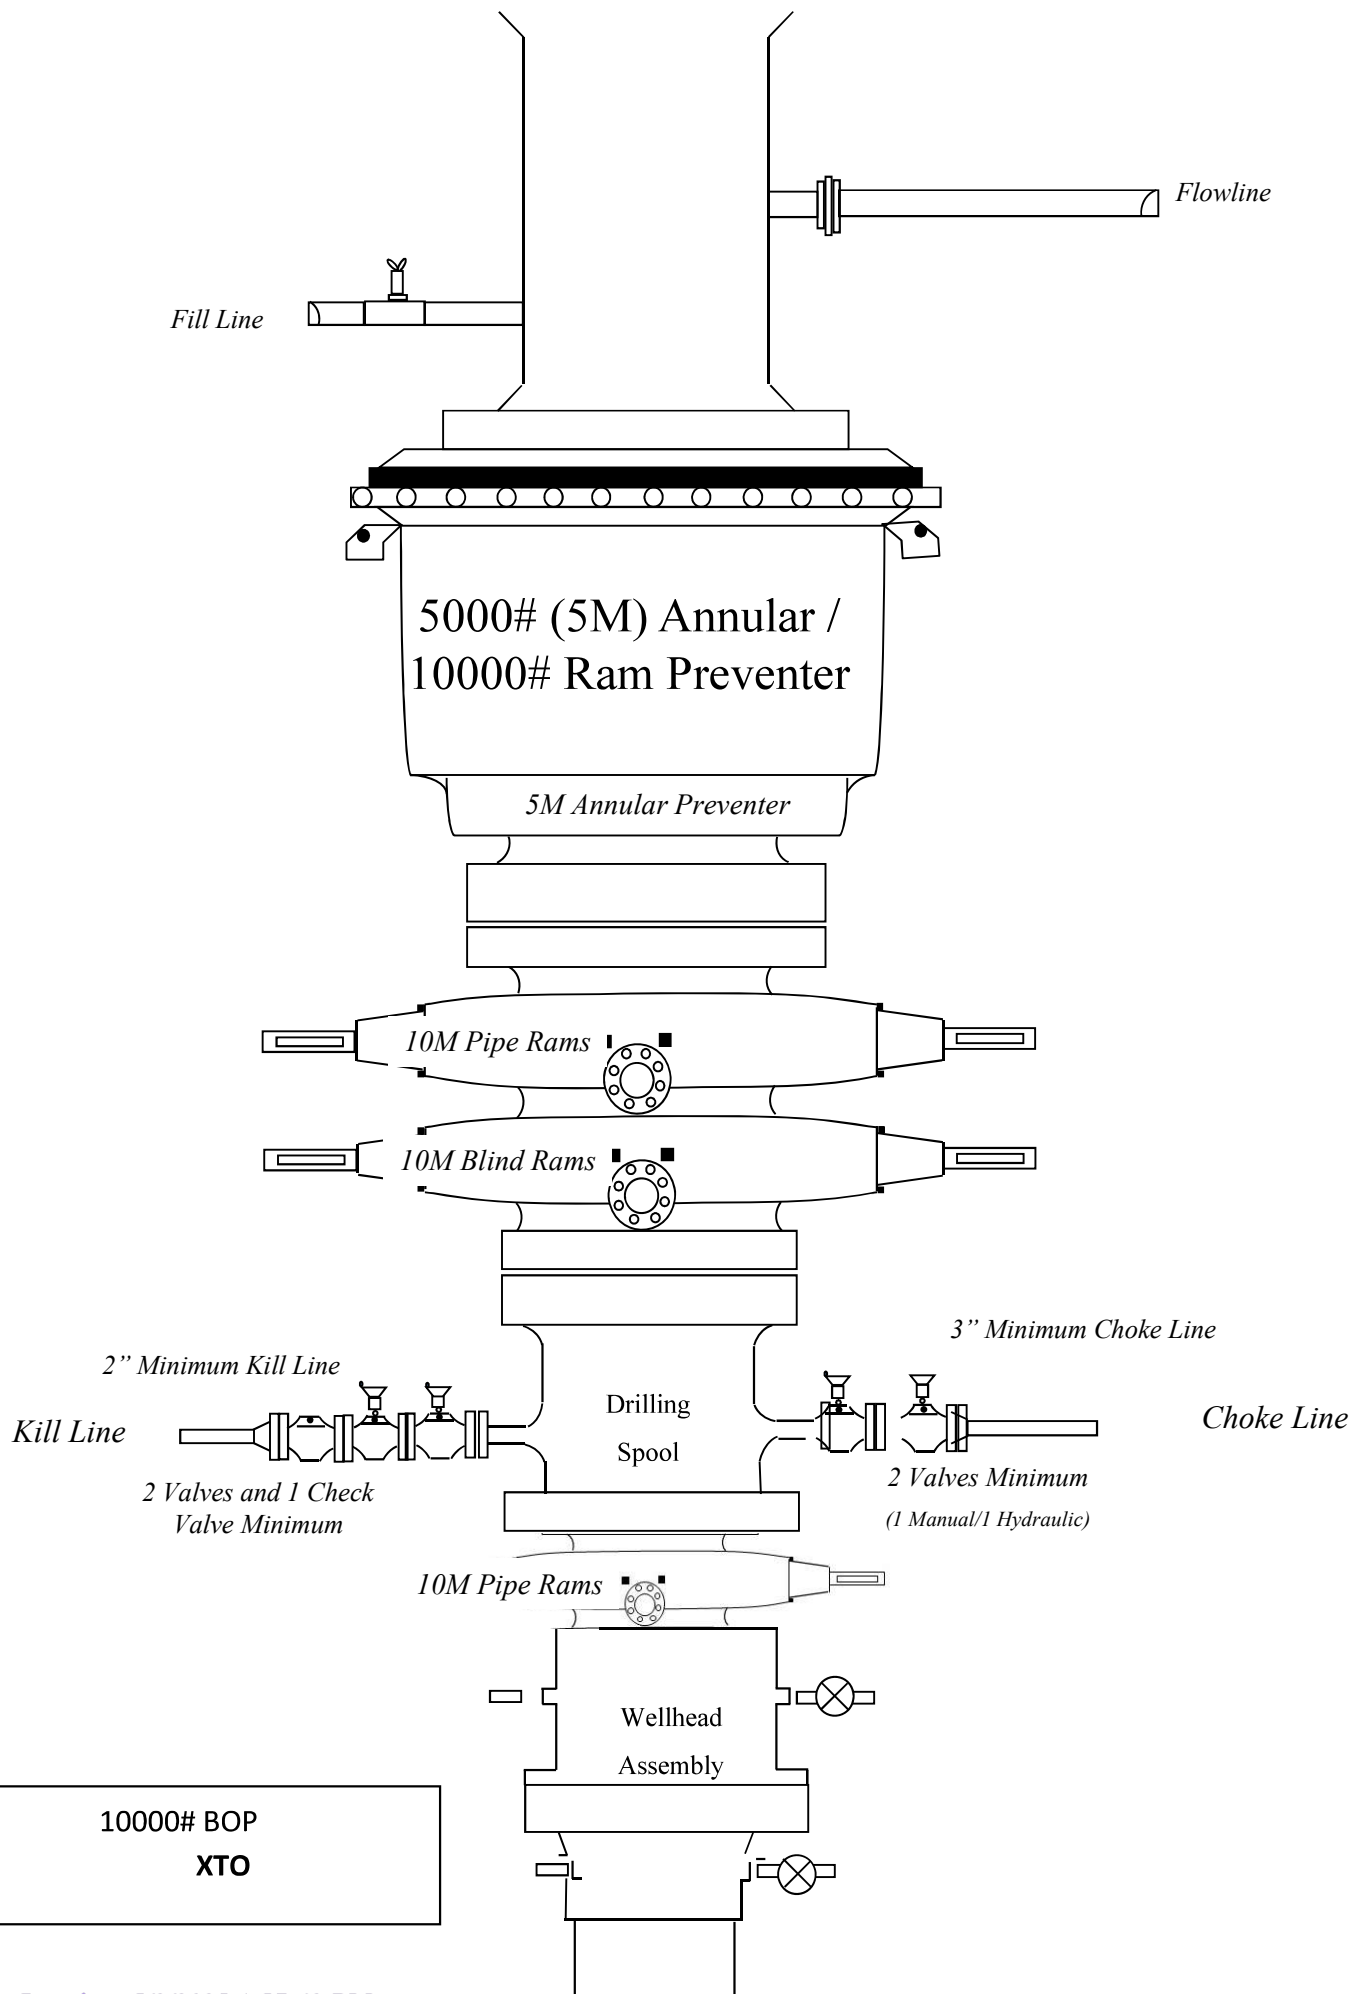 Flowline
Fill Line
5000# (5M) Annular /
10000# Ram Preventer
5M Annular Preventer
10M Pipe Rams
10M Blind Rams
3” Minimum Choke Line
2” Minimum Kill Line
Drilling
Spool
Kill Line
Choke Line
2 Valves and 1 Check
Valve Minimum
2 Valves Minimum
(1 Manual/1 Hydraulic)
10M Pipe Rams
Wellhead
Assembly
10000# BOP
XTO